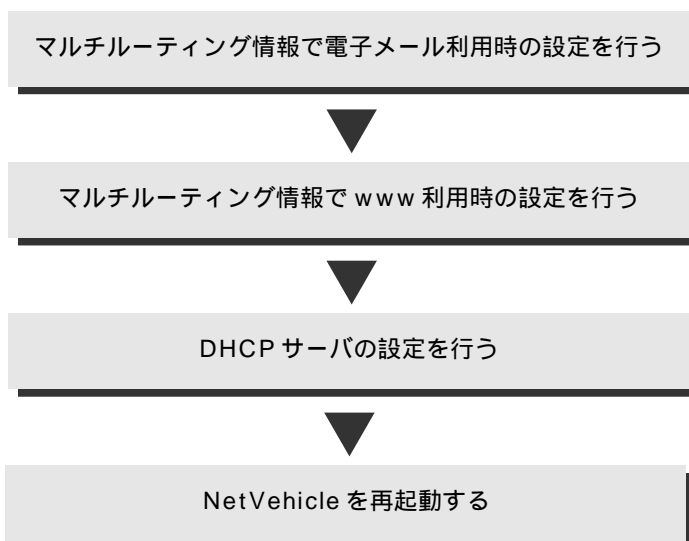 マルチルーティング情報で電子メール利用時の設定を行う
マルチルーティング情報で www 利用時の設定を行う
DHCP サーバの設定を行う
NetVehicle を再起動する